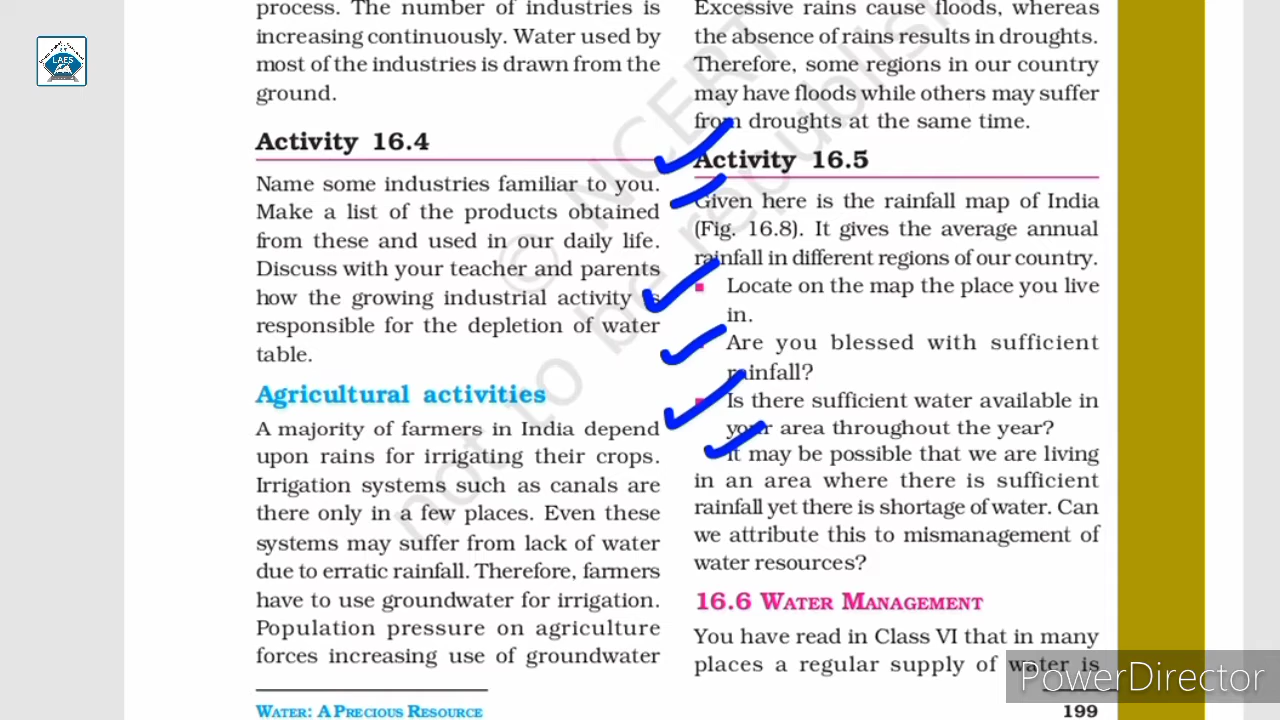 LAES
process. The number of industries is
increasing continuously. Water used by
most of the industries is drawn from the
ground.
Activity 16.4
Name some industries familiar to you.
Make a list of the products obtained
from these and used in our daily life.
Discuss with your teacher and parents
how the growing industrial activity is
responsible for the depletion of water
table.
Agricultural activities
A majority of farmers in India depend
upon rains for irrigating their crops.
Irrigation systems such as canals are
there only in a few places. Even these
systems may suffer from lack of water
due to erratic rainfall. Therefore, farmers
have to use groundwater for irrigation.
Population pressure on agriculture
forces increasing use of groundwater
WATER: A PRECIOUS RESOURCE
Excessive rains cause floods, whereas
the absence of rains results in droughts.
Therefore, some regions in our country
may have floods while others may suffer
from droughts at the same time.
Activity 16.5
Given here is the rainfall map of India
(Fig. 16.8). It gives the average annual
rainfall in different regions of our country.
Locate on the map the place you live
in.
Are you blessed with sufficient
rainfall?
Is there sufficient water available in
your area throughout the year?
It may be possible that we are living
in an area where there is sufficient
rainfall yet there is shortage of water. Can
we attribute this to mismanagement of
water resources?
16.6 WATER MANAGEMENT
You have read in Class VI that in many
places a regular supply of water is
199
© NCERT
not to be republish
PowerDirector